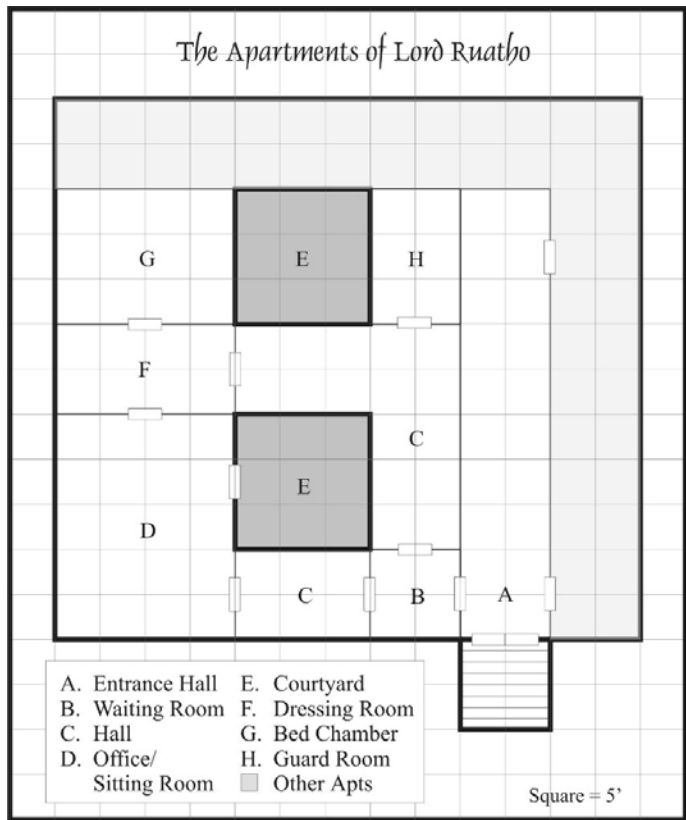 The Apartments of Lord Ruatho
G E H
F
C
E
D
C B A
A. Entrance Hall
B. Waiting Room
C. Hall
D. Office/
Sitting Room
E. Courtyard
F. Dressing Room
G. Bed Chamber
H. Guard Room
Other Apts
Square = 5’